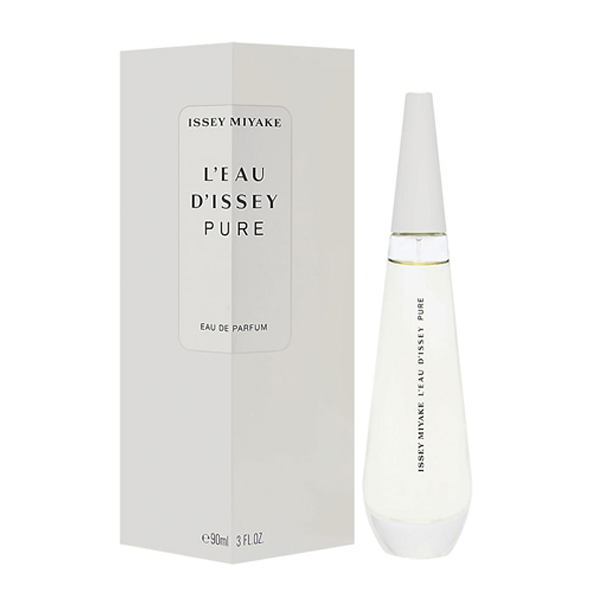 ISSEY MIYAKE
L'EAU
D'ISSEY
PURE
EAU DE PARFUM
℮90ml 3 FL.OZ.
ISSEY MIYAKE L'EAU D'ISSEY PURE